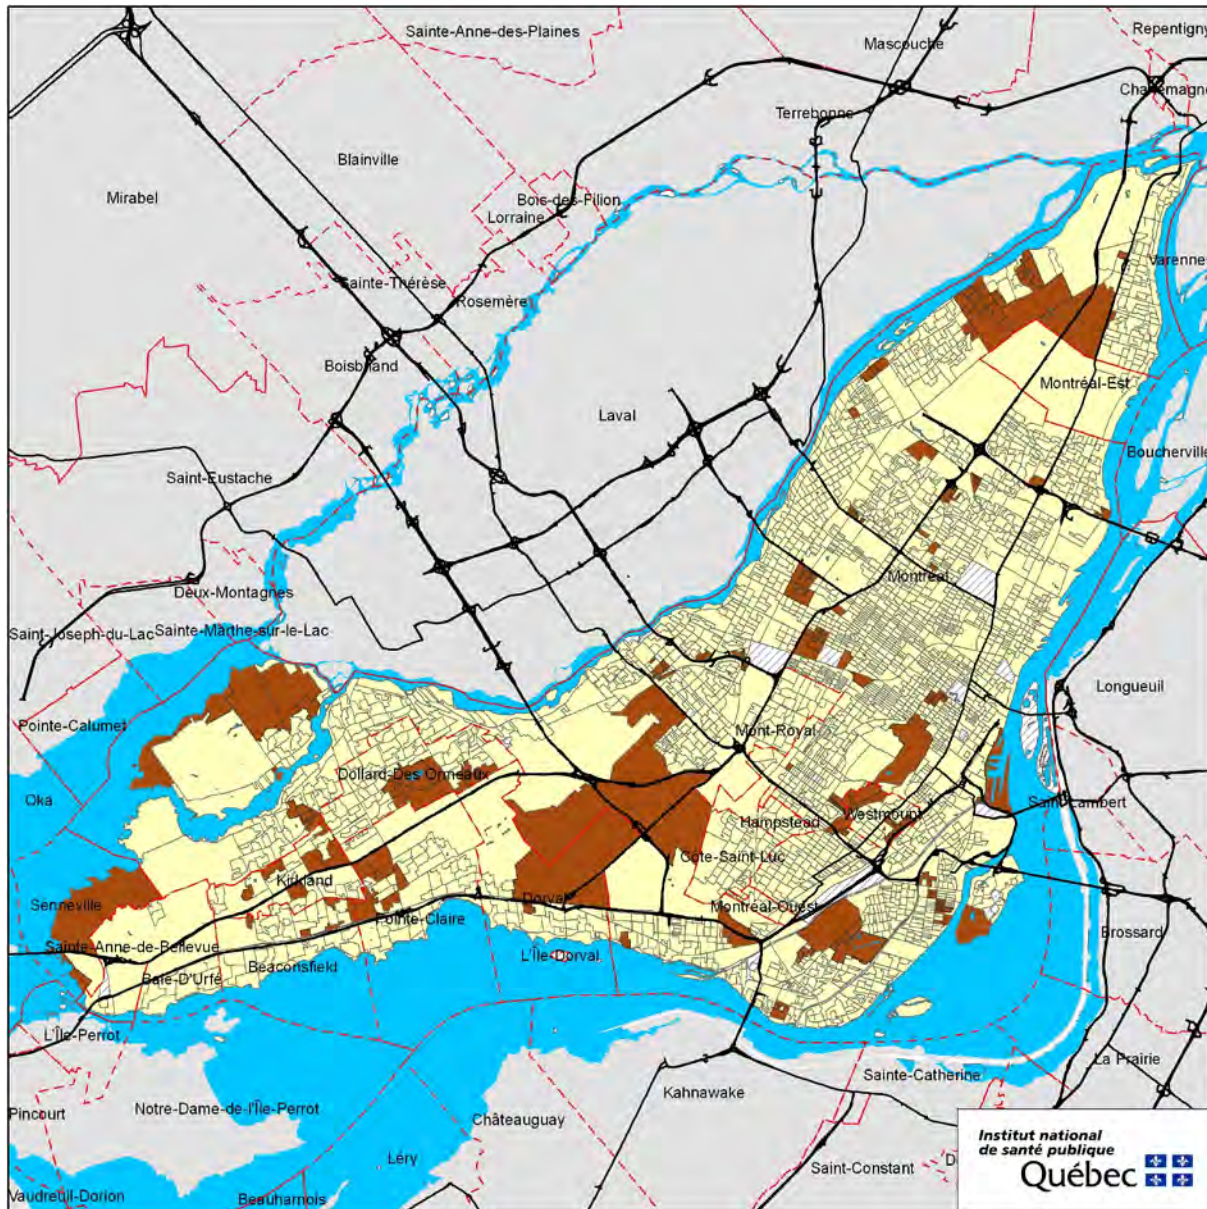 Sainte-Anne-des-Plaines
Repentigny
Mascouche
Charlemagne
Terrebonne
Blainville
Mirabel
Bois-des-Filion
Lorraine
Varennes
Sainte-Thérèse
Rosemère
Boisbriand
Montréal-Est
Laval
Boucherville
Saint-Eustache
Montréal
Deux-Montagnes
Saint-Joseph-du-Lac
Sainte-Marthe-sur-le-Lac
Longueuil
Pointe-Calumet
Mont-Royal
Dollard-Des Ormeaux
Oka
Saint-Lambert
Hampstead
Westmount
Côte-Saint-Luc
Kirkland
Dorval
Senneville
Montréal-Ouest
Pointe-Claire
Brossard
Sainte-Anne-de-Bellevue
L'Île-Dorval
Beaconsfield
Baie-D'Urfé
L'Île-Perrot
La Prairie
Sainte-Catherine
Kahnawake
Notre-Dame-de-l'Île-Perrot
Pincourt
Châteauguay
Léry
Saint-Constant
Vaudreuil-Dorion
Beauharnois
Institut national
de santé publique
Québec